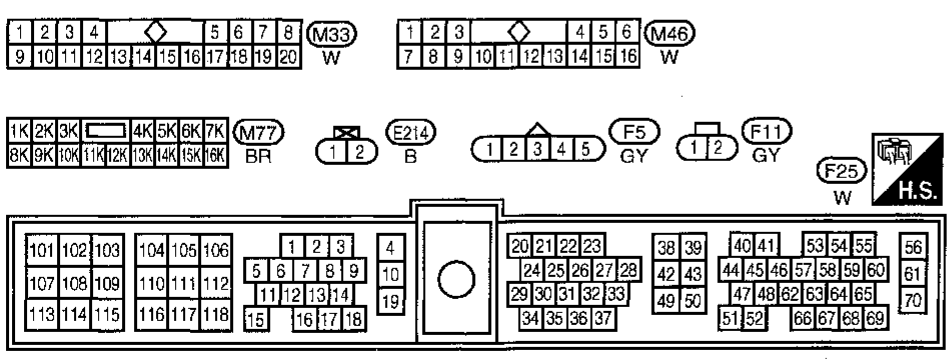 1 2 3 4 5 6 7 8 M33
9 10 11 12 13 14 15 16 17 18 19 20 W
1 2 3 4 5 6 M46
7 8 9 10 11 12 13 14 15 16 W
1K 2K 3K 4K 5K 6K 7K M77
8K 9K 10K 11K 12K 13K 14K 15K 16K BR
1 2 E214
B
1 2 3 4 5 F5
GY
1 2 F11
GY
F25
W
H.S.
101 102 103 104 105 106 1 2 3 4 20 21 22 23 38 39 40 41 53 54 55 56
107 108 109 110 111 112 5 6 7 8 9 10 24 25 26 27 28 42 43 44 45 46 57 58 59 60 61
11 12 13 14 29 30 31 32 33 47 48 62 63 64 65
113 114 115 116 117 118 15 16 17 18 19 34 35 36 37 49 50 51 52 66 67 68 69 70